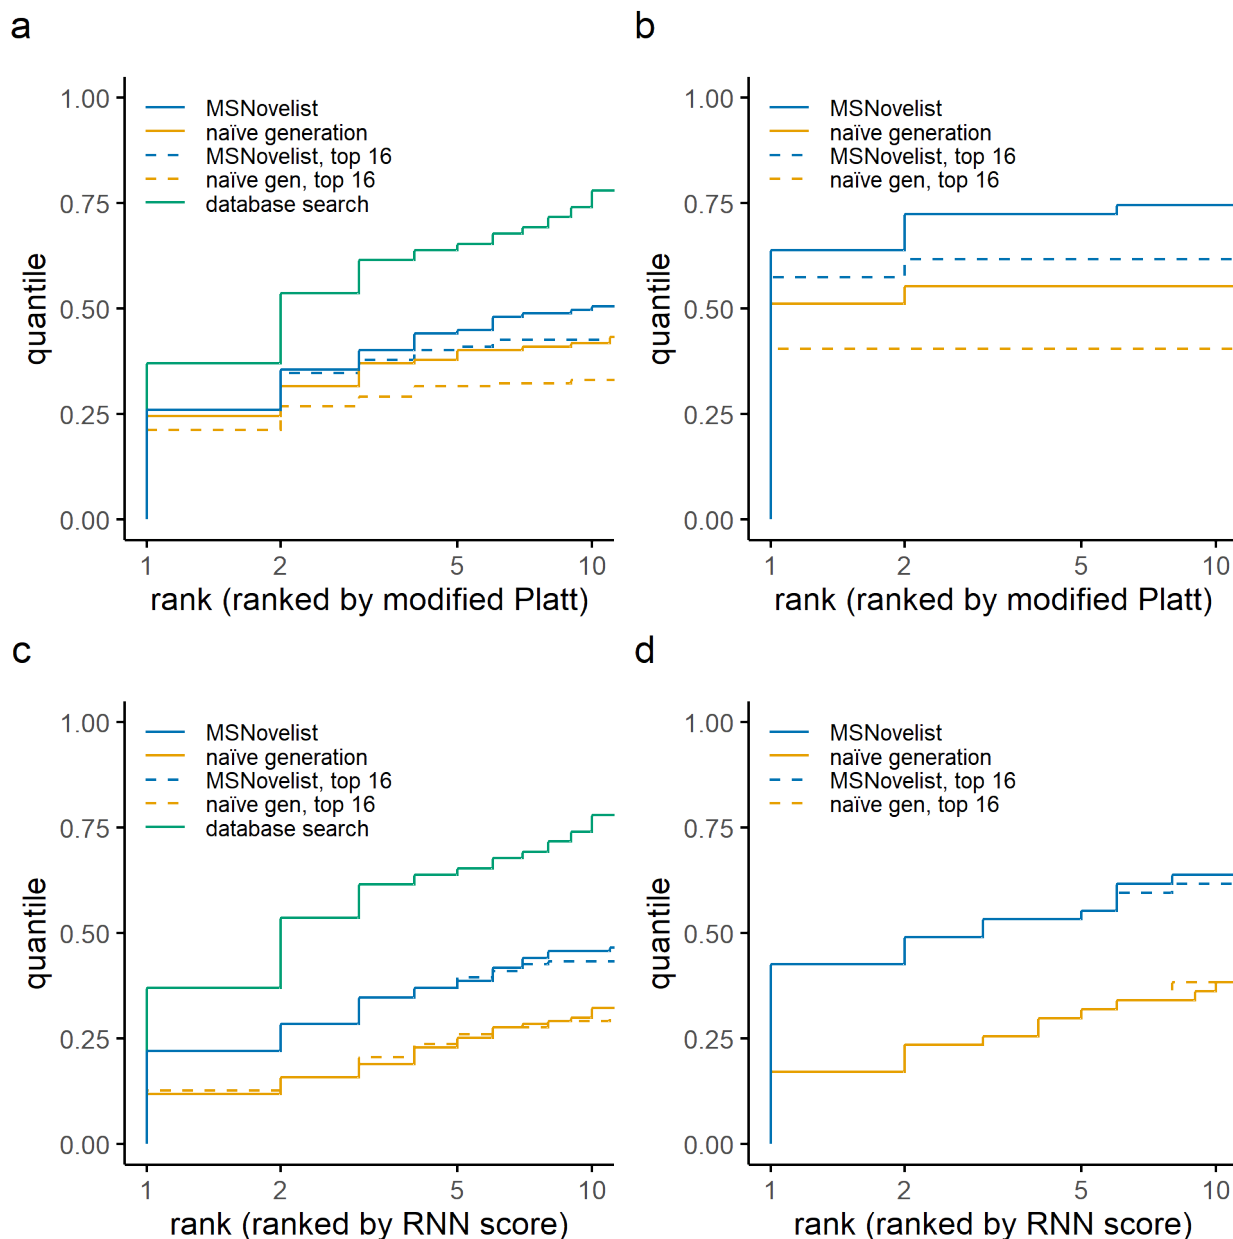 a
1.00
0.75
0.50
0.25
0.00
quantile
MSNovelist
naïve generation
MSNovelist, top 16
naïve gen, top 16
database search
1 2 5 10
rank (ranked by modified Platt)
b
1.00
0.75
0.50
0.25
0.00
quantile
MSNovelist
naïve generation
MSNovelist, top 16
naïve gen, top 16
1 2 5 10
rank (ranked by modified Platt)
c
1.00
0.75
0.50
0.25
0.00
quantile
MSNovelist
naïve generation
MSNovelist, top 16
naïve gen, top 16
database search
1 2 5 10
rank (ranked by RNN score)
d
1.00
0.75
0.50
0.25
0.00
quantile
MSNovelist
naïve generation
MSNovelist, top 16
naïve gen, top 16
1 2 5 10
rank (ranked by RNN score)